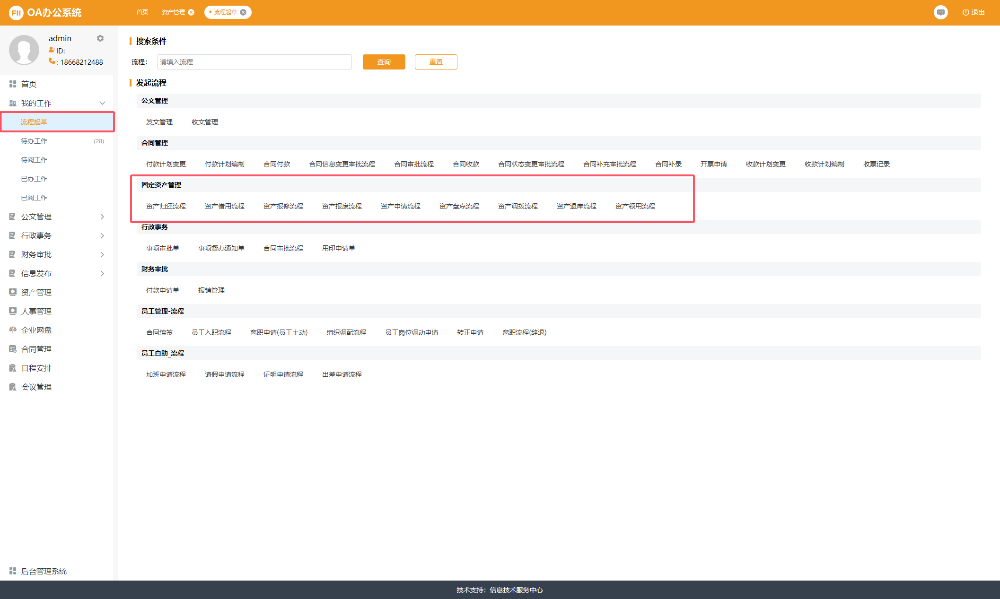 FII OA办公系统
首页 资产管理 流程起草
退出
admin
ID:
: 18668212488
首页
我的工作
流程起草
待办工作 (28)
待阅工作
已办工作
已阅工作
公文管理
行政事务
财务审批
信息发布
资产管理
人事管理
企业网盘
合同管理
日程安排
会议管理
后台管理系统
搜索条件
流程: 请填入流程 查询 重置
发起流程
公文管理
发文管理 收文管理
合同管理
付款计划变更 付款计划编制 合同付款 合同信息变更审批流程 合同审批流程 合同收款 合同状态变更审批流程 合同补充审批流程 合同补录 开票申请 收款计划变更 收款计划编制 收票记录
固定资产管理
资产归还流程 资产借用流程 资产报修流程 资产报废流程 资产申请流程 资产盘点流程 资产调拨流程 资产退库流程 资产领用流程
行政事务
事项审批单 事项督办通知单 合同审批流程 用印申请单
财务审批
付款申请单 报销管理
员工管理-流程
合同续签 员工入职流程 离职申请(员工主动) 组织调配流程 员工岗位调动申请 转正申请 离职流程(辞退)
员工自助_流程
加班申请流程 请假申请流程 证明申请流程 出差申请流程
技术支持：信息技术服务中心